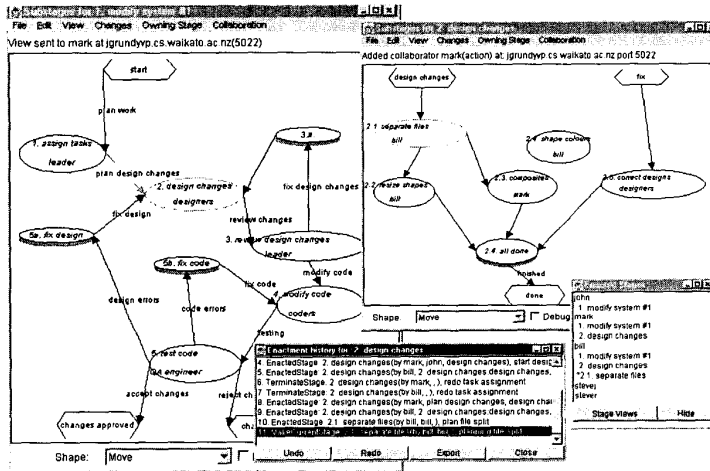 File Edit View Changes Owning Stage Collaboration
View sent to mark at jgrundyvp.cs.waikato.ac.nz(5022)
start
plan work
1. assign tasks
leader
plan design changes
2. design changes
designers
3.#
fix design changes
fix design
5a. fix design
review changes
3. review design changes
leader
5b. fix code
fix code
modify code
4. modify code
coders
design errors
code errors
testing
5. test code
QA engineer
accept changes
reject ch
changes approved
cha
Shape: Move
File Edit View Changes Owning Stage Collaboration
Added collaborator mark(action) at: jgrundyvp.cs.waikato.ac.nz port 5022
design changes
fix
2.1. separate files
bill
2.4. shape colours
bill
2.2. resize shapes
bill
2.3. composites
mark
2.5. correct designs
designers
2.4. all done
finished
done
Shape: Move Debug
john
1. modify system #1
mark
1. modify system #1
2. design changes
bill
1. modify system #1
2. design changes
*2.1. separate files
stevej
stever
Stage Views Hide
Enactment history for: 2. design changes
4. EnactedStage: 2. design changes(by mark, john, design changes), start desig
5. EnactedStage: 2. design changes(by bill, 2. design changes.design changes,
6. TerminateStage: 2. design changes(by mark, , ), redo task assignment
7. TerminateStage: 2. design changes(by bill, , ), redo task assignment
8. EnactedStage: 2. design changes(by mark, plan design changes, design chan
9. EnactedStage: 2. design changes(by bill, 2. design changes.design changes,
10. EnactedStage: 2.1. separate files(by bill, bill, ), plan file split
Undo Redo Export Close